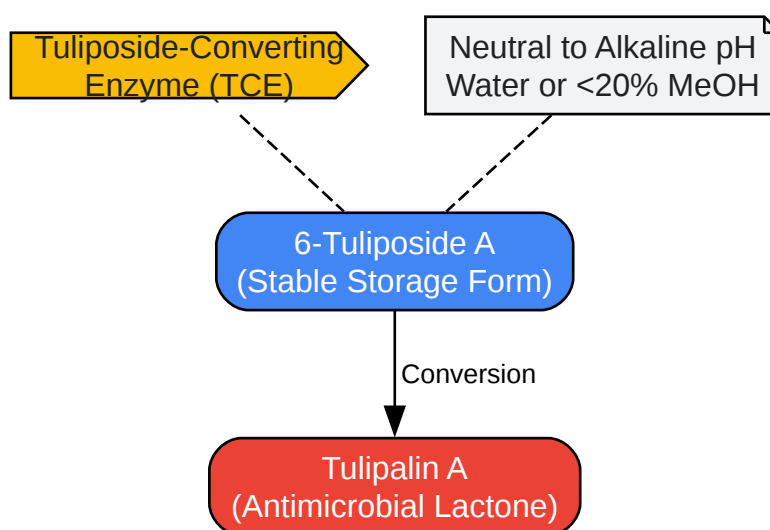 Tuliposide-Converting
Enzyme (TCE)
Neutral to Alkaline pH
Water or <20% MeOH
6-Tuliposide A
(Stable Storage Form)
Conversion
Tulipalin A
(Antimicrobial Lactone)